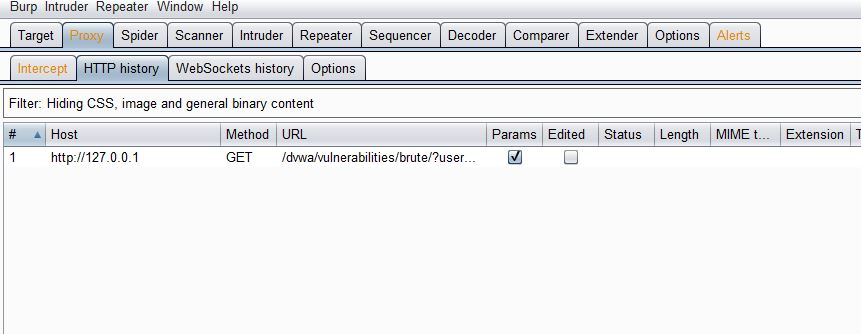 Burp Intruder Repeater Window Help
Target Proxy Spider Scanner Intruder Repeater Sequencer Decoder Comparer Extender Options Alerts
Intercept HTTP history WebSockets history Options
Filter: Hiding CSS, image and general binary content
# Host Method URL Params Edited Status Length MIME t... Extension T
1 http://127.0.0.1 GET /dvwa/vulnerabilities/brute/?user...